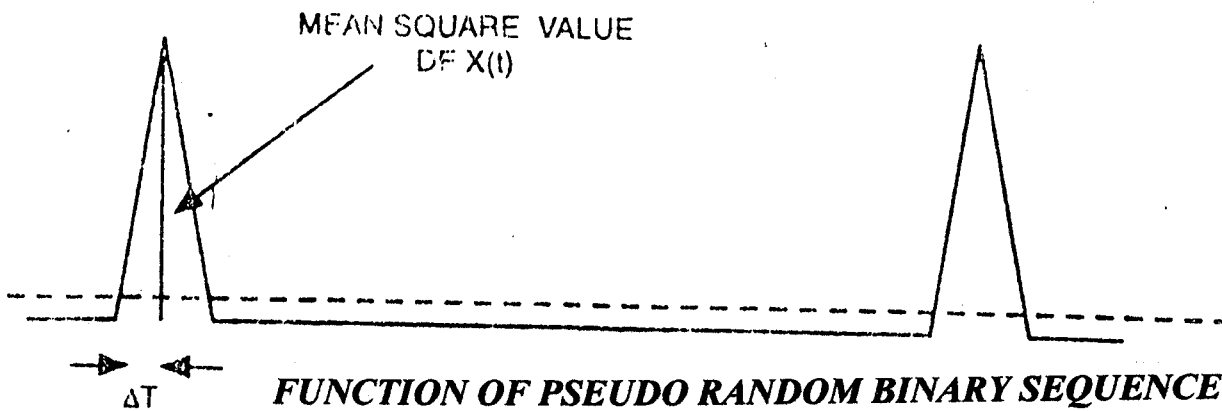 MEAN SQUARE VALUE
OF X(t)
ΔT
FUNCTION OF PSEUDO RANDOM BINARY SEQUENCE